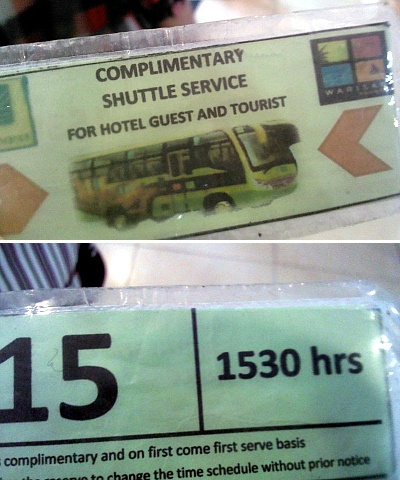 COMPLIMENTARY
SHUTTLE SERVICE
FOR HOTEL GUEST AND TOURIST
15
1530 hrs
complimentary and on first come first serve basis
reserve to change the time schedule without prior notice